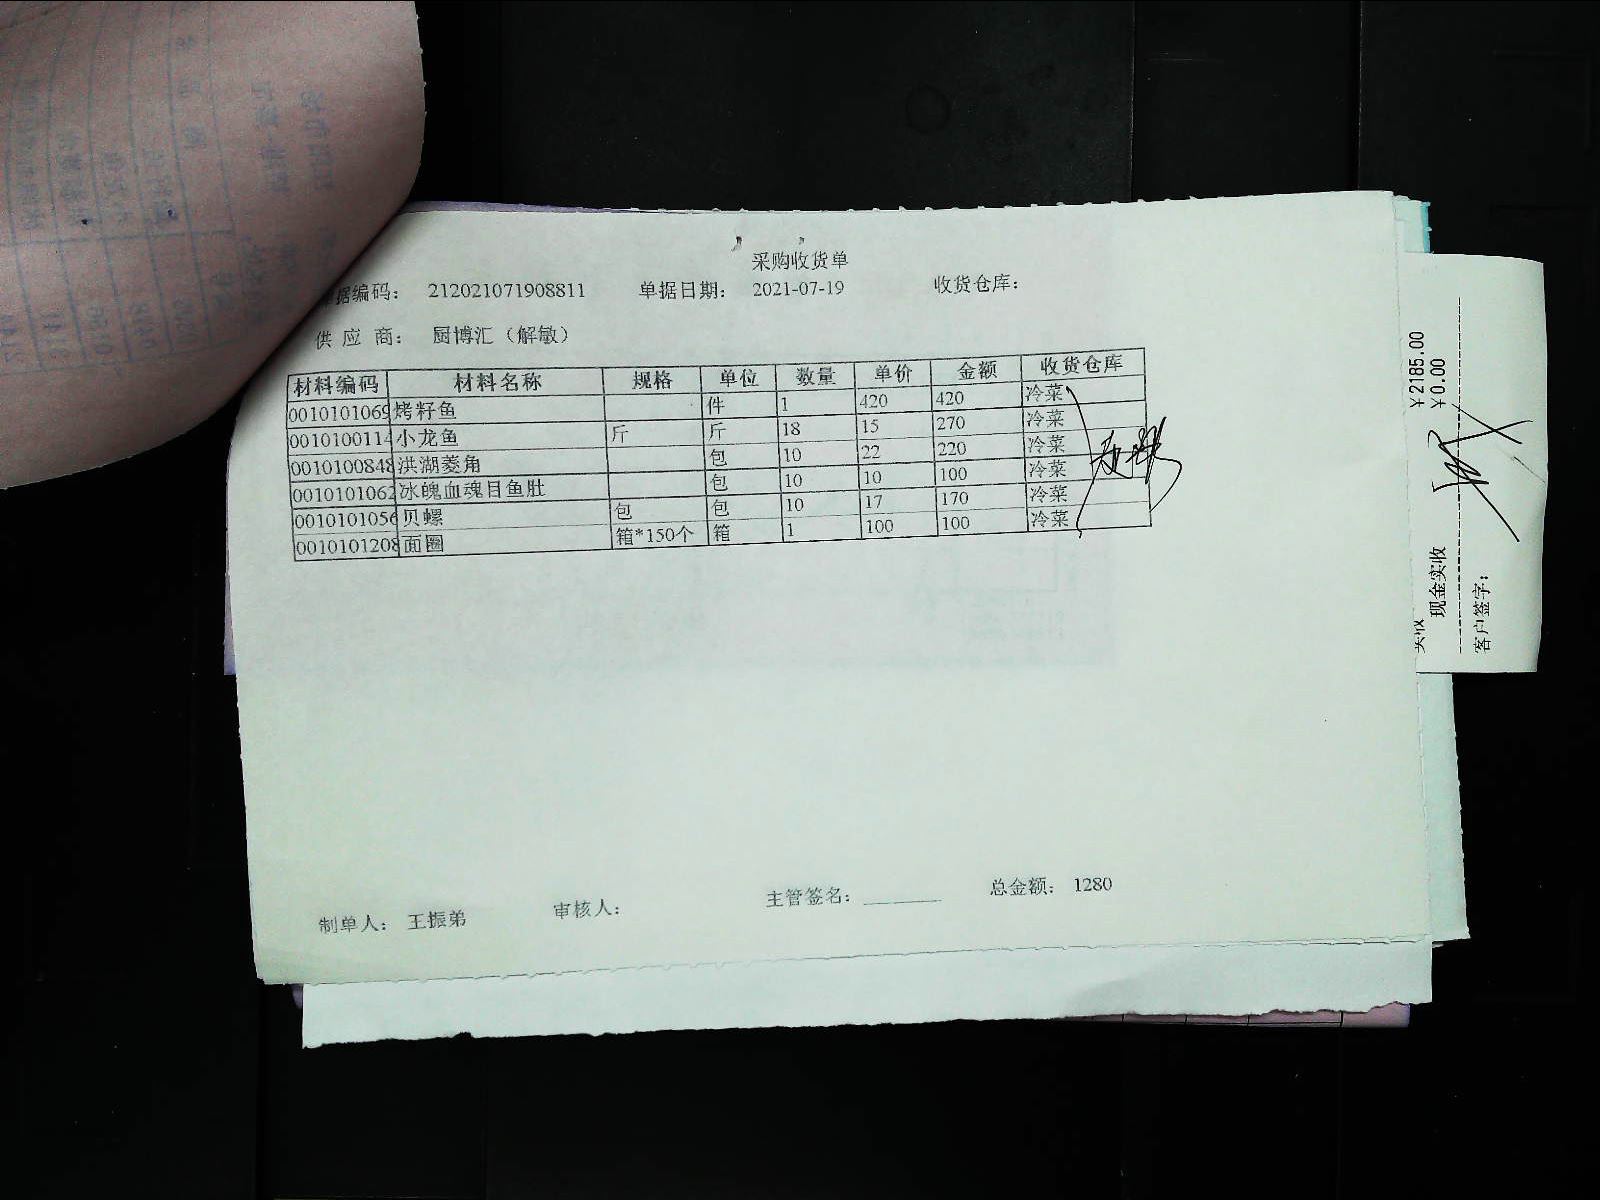 采购收货单
单据编码： 212021071908811 单据日期： 2021-07-19 收货仓库：
供 应 商： 厨博汇（解敏）
材料编码 材料名称 规格 单位 数量 单价 金额 收货仓库
0010101069 烤籽鱼 件 1 420 420 冷菜
0010100114 小龙鱼 斤 斤 18 15 270 冷菜
0010100848 洪湖菱角 包 10 22 220 冷菜
0010101062 冰魄血魂目鱼肚 包 10 10 100 冷菜
0010101056 贝螺 包 包 10 17 170 冷菜
0010101208 面圈 箱*150个 箱 1 100 100 冷菜
制单人： 王振弟 审核人： 主管签名： 总金额： 1280
实收 ￥2185.00
现金实收 ￥0.00
客户签字：